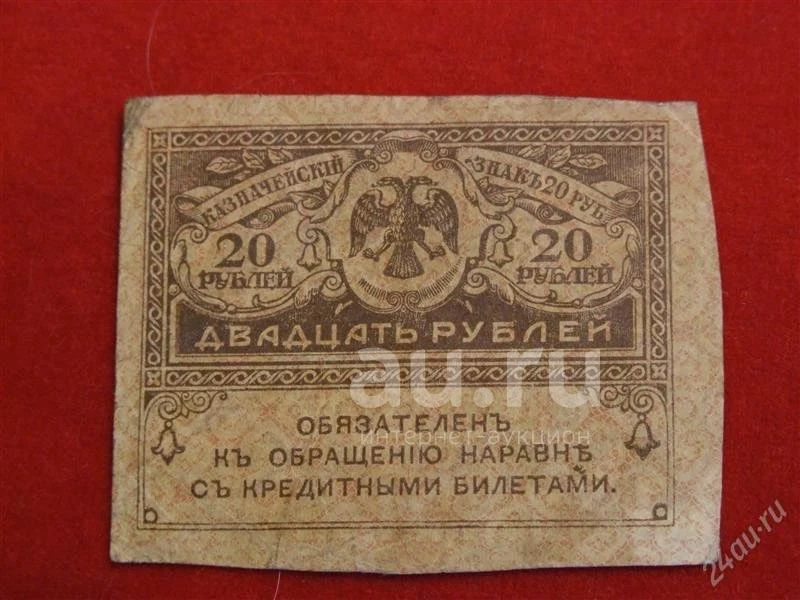 КАЗНАЧЕЙСКІЙ ЗНАКЪ 20 РУБ.
20 РУБЛЕЙ
20 РУБЛЕЙ
ДВАДЦАТЬ РУБЛЕЙ
au.ru
интернет-аукцион
ОБЯЗАТЕЛЕНЪ
КЪ ОБРАЩЕНІЮ НАРАВНѢ
СЪ КРЕДИТНЫМИ БИЛЕТАМИ.
24au.ru